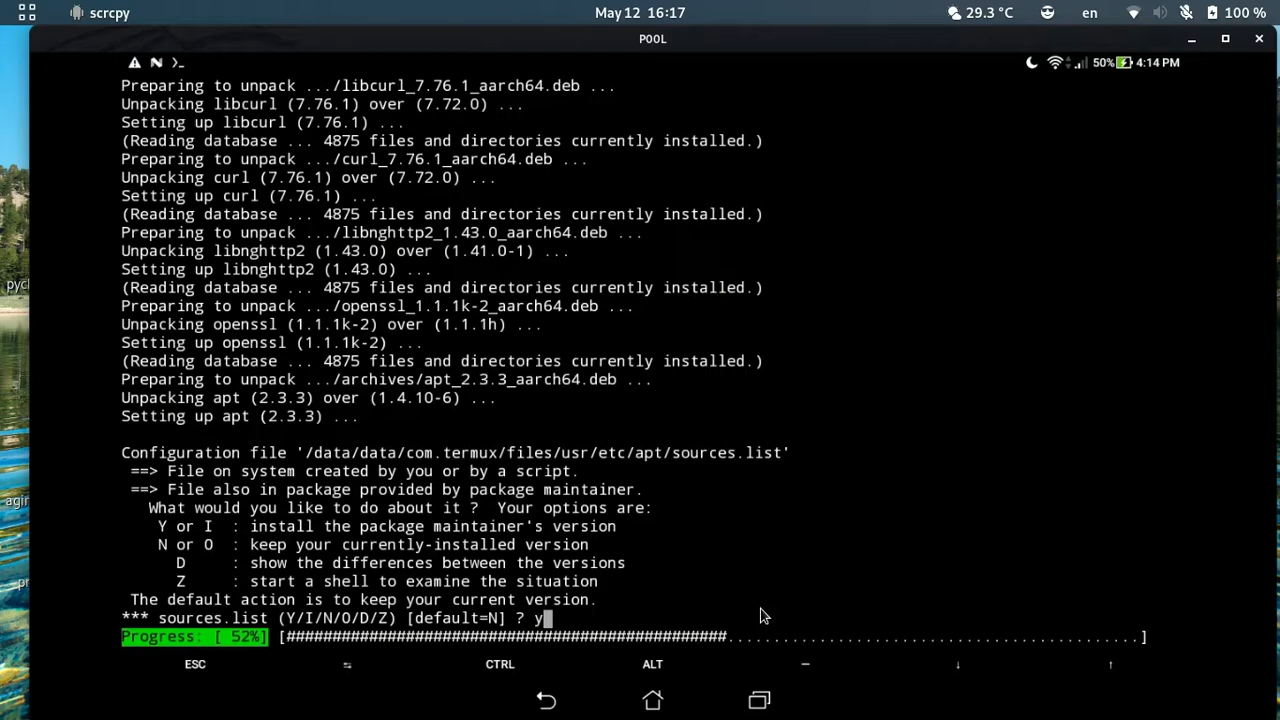 scrcpy May 12 16:17 29.3 °C en 100 %
POOL
50% 4:14 PM
Preparing to unpack .../libcurl_7.76.1_aarch64.deb ...
Unpacking libcurl (7.76.1) over (7.72.0) ...
Setting up libcurl (7.76.1) ...
(Reading database ... 4875 files and directories currently installed.)
Preparing to unpack .../curl_7.76.1_aarch64.deb ...
Unpacking curl (7.76.1) over (7.72.0) ...
Setting up curl (7.76.1) ...
(Reading database ... 4875 files and directories currently installed.)
Preparing to unpack .../libnghttp2_1.43.0_aarch64.deb ...
Unpacking libnghttp2 (1.43.0) over (1.41.0-1) ...
Setting up libnghttp2 (1.43.0) ...
(Reading database ... 4875 files and directories currently installed.)
Preparing to unpack .../openssl_1.1.1k-2_aarch64.deb ...
Unpacking openssl (1.1.1k-2) over (1.1.1h) ...
Setting up openssl (1.1.1k-2) ...
(Reading database ... 4875 files and directories currently installed.)
Preparing to unpack .../archives/apt_2.3.3_aarch64.deb ...
Unpacking apt (2.3.3) over (1.4.10-6) ...
Setting up apt (2.3.3) ...
Configuration file '/data/data/com.termux/files/usr/etc/apt/sources.list'
==> File on system created by you or by a script.
==> File also in package provided by package maintainer.
What would you like to do about it ? Your options are:
Y or I : install the package maintainer's version
N or O : keep your currently-installed version
D : show the differences between the versions
Z : start a shell to examine the situation
The default action is to keep your current version.
*** sources.list (Y/I/N/O/D/Z) [default=N] ? y
Progress: [ 52%] [################################################.............................................]
ESC CTRL ALT